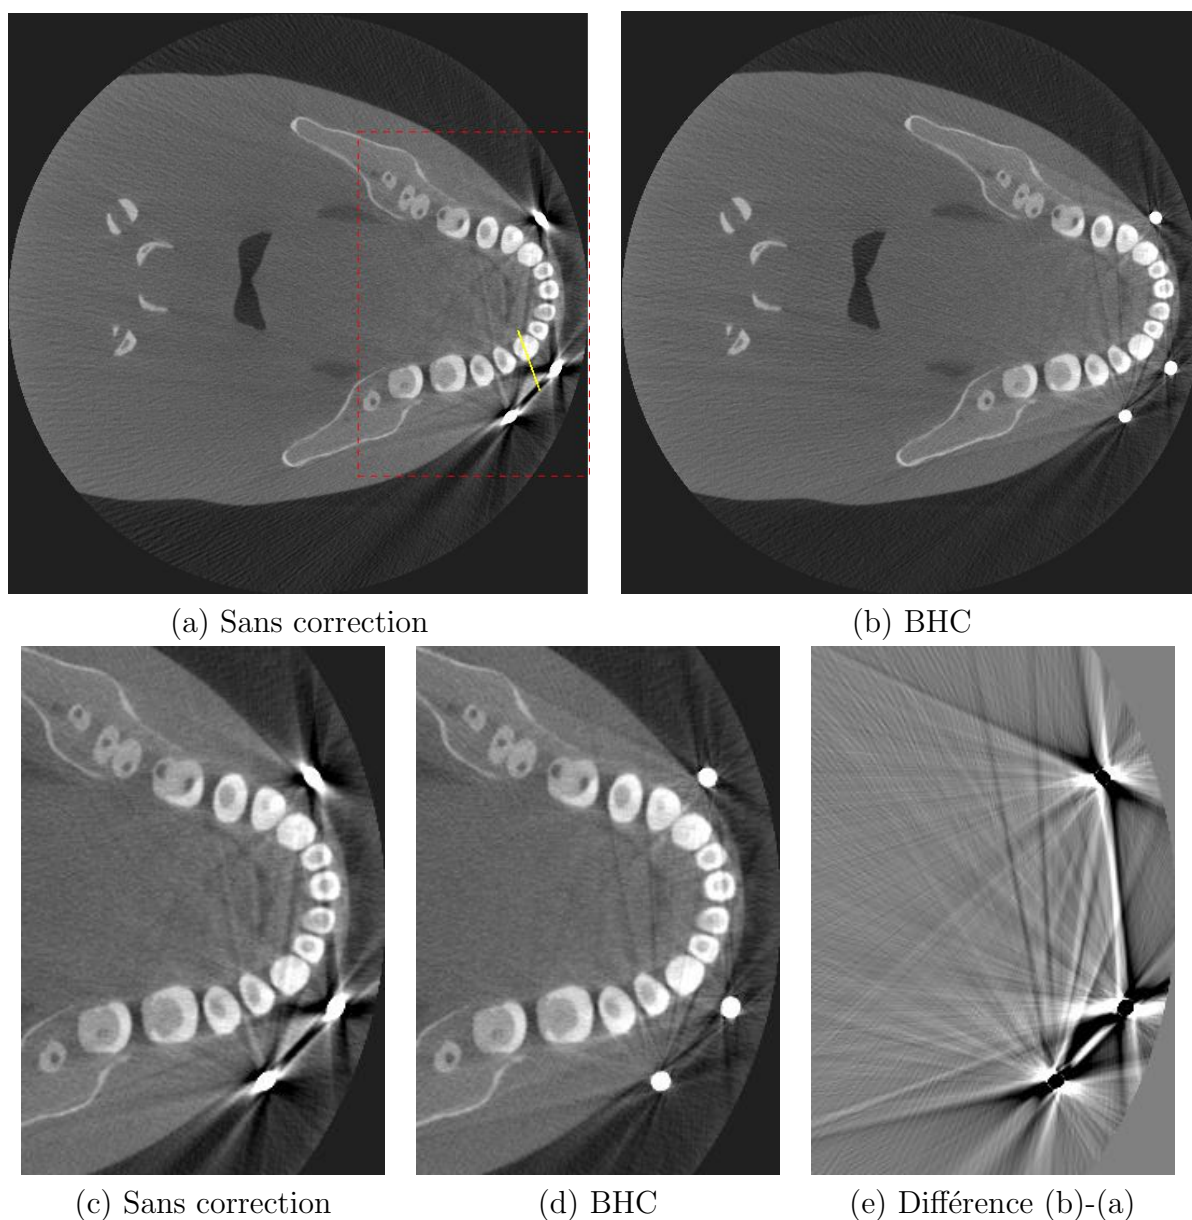 (a) Sans correction
(b) BHC
(c) Sans correction
(d) BHC
(e) Différence (b)-(a)